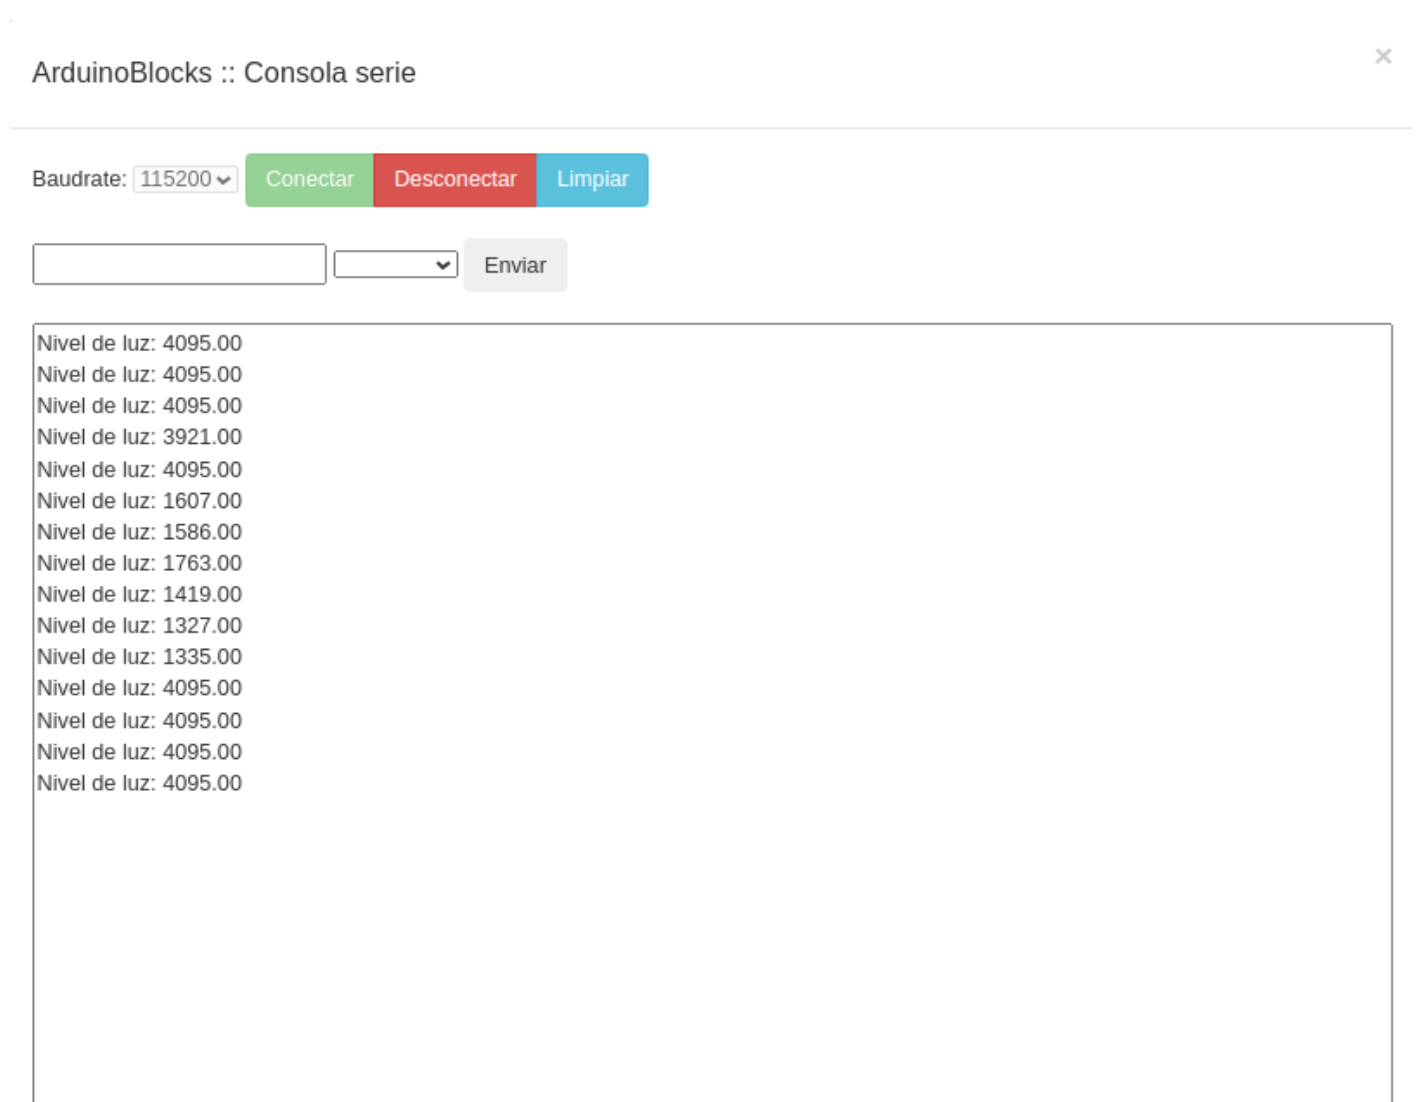 ArduinoBlocks :: Consola serie
×
Baudrate: 115200 Conectar Desconectar Limpiar
Enviar
Nivel de luz: 4095.00
Nivel de luz: 4095.00
Nivel de luz: 4095.00
Nivel de luz: 3921.00
Nivel de luz: 4095.00
Nivel de luz: 1607.00
Nivel de luz: 1586.00
Nivel de luz: 1763.00
Nivel de luz: 1419.00
Nivel de luz: 1327.00
Nivel de luz: 1335.00
Nivel de luz: 4095.00
Nivel de luz: 4095.00
Nivel de luz: 4095.00
Nivel de luz: 4095.00